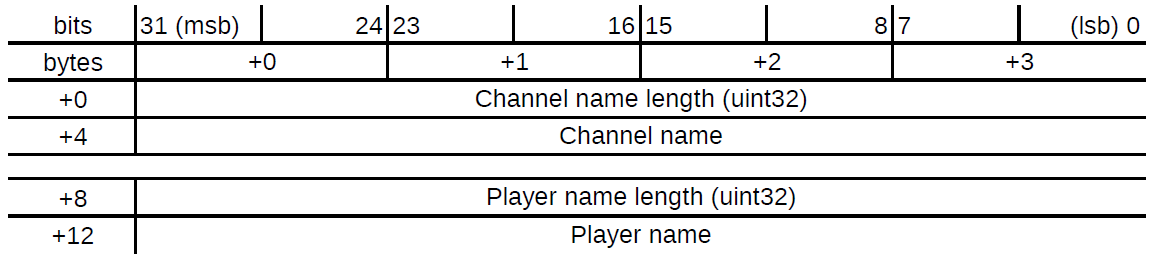 bits 31 (msb) 24 23 16 15 8 7 (lsb) 0
bytes +0 +1 +2 +3
+0 Channel name length (uint32)
+4 Channel name
+8 Player name length (uint32)
+12 Player name